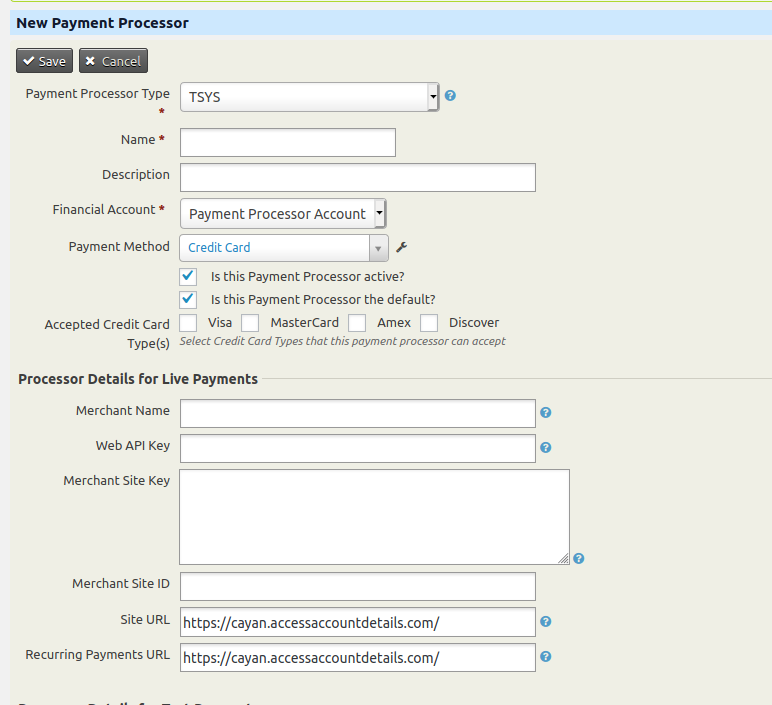 New Payment Processor
Save Cancel
Payment Processor Type * TSYS
Name *
Description
Financial Account * Payment Processor Account
Payment Method Credit Card
Is this Payment Processor active?
Is this Payment Processor the default?
Accepted Credit Card Type(s) Visa MasterCard Amex Discover
Select Credit Card Types that this payment processor can accept
Processor Details for Live Payments
Merchant Name
Web API Key
Merchant Site Key
Merchant Site ID
Site URL https://cayan.accessaccountdetails.com/
Recurring Payments URL https://cayan.accessaccountdetails.com/